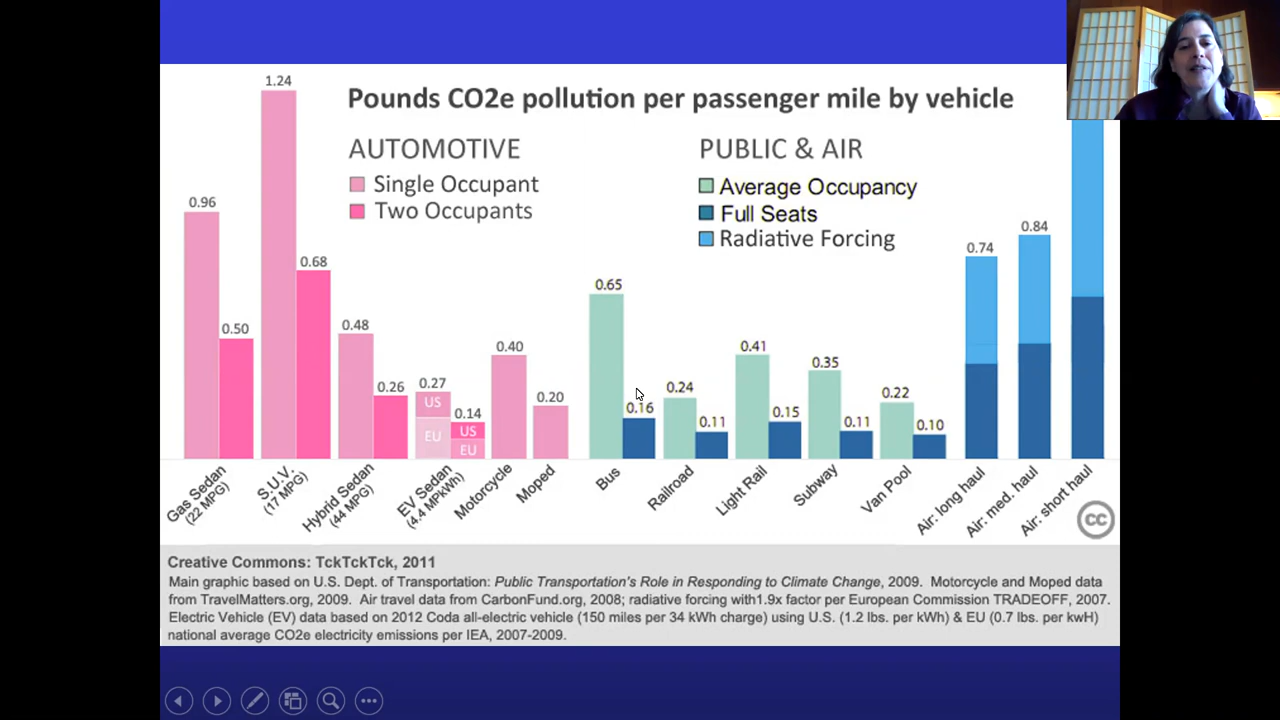 Pounds CO2e pollution per passenger mile by vehicle
AUTOMOTIVE
Single Occupant
Two Occupants
PUBLIC & AIR
Average Occupancy
Full Seats
Radiative Forcing
0.96
0.50
1.24
0.68
0.48
0.26
0.27
US
EU
0.14
US
EU
0.40
0.20
0.65
0.16
0.24
0.11
0.41
0.15
0.35
0.11
0.22
0.10
0.74
0.84
Gas Sedan
(22 MPG)
S.U.V.
(17 MPG)
Hybrid Sedan
(44 MPG)
EV Sedan
(4.4 MPkWh)
Motorcycle
Moped
Bus
Railroad
Light Rail
Subway
Van Pool
Air: long haul
Air: med. haul
Air: short haul
cc
Creative Commons: TckTckTck, 2011
Main graphic based on U.S. Dept. of Transportation: Public Transportation's Role in Responding to Climate Change, 2009. Motorcycle and Moped data
from TravelMatters.org, 2009. Air travel data from CarbonFund.org, 2008; radiative forcing with1.9x factor per European Commission TRADEOFF, 2007.
Electric Vehicle (EV) data based on 2012 Coda all-electric vehicle (150 miles per 34 kWh charge) using U.S. (1.2 lbs. per kWh) & EU (0.7 lbs. per kwH)
national average CO2e electricity emissions per IEA, 2007-2009.